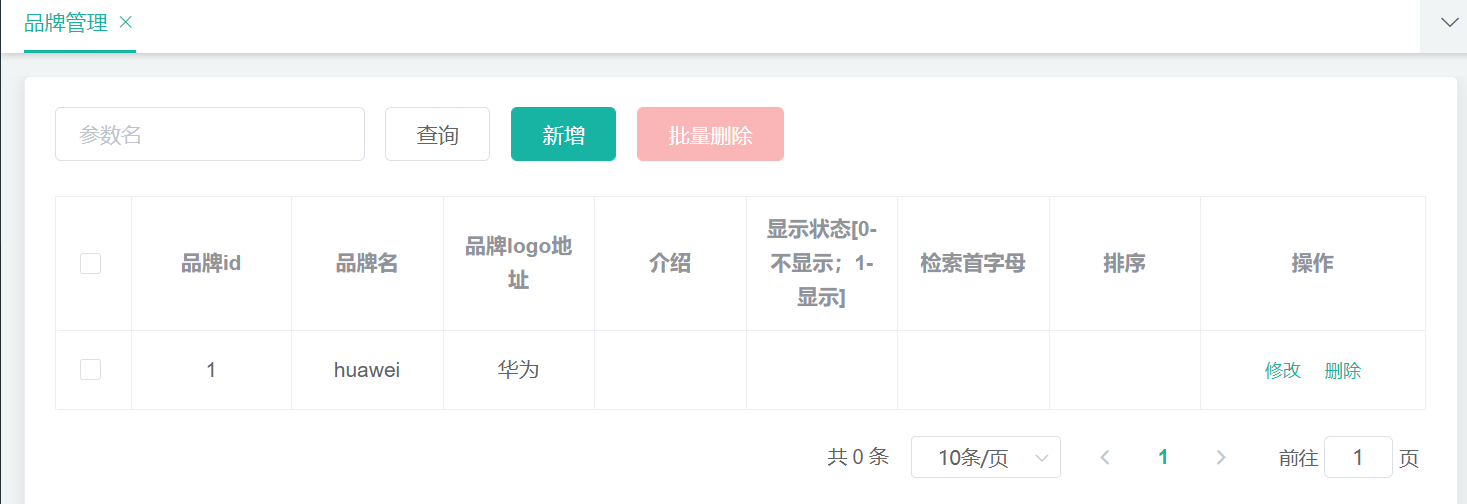 品牌管理
参数名 查询 新增 批量删除
品牌id 品牌名 品牌logo地
址 介绍 显示状态[0-
不显示；1-
显示] 检索首字母 排序 操作
1 huawei 华为 修改 删除
共 0 条 10条/页 1 前往 1 页